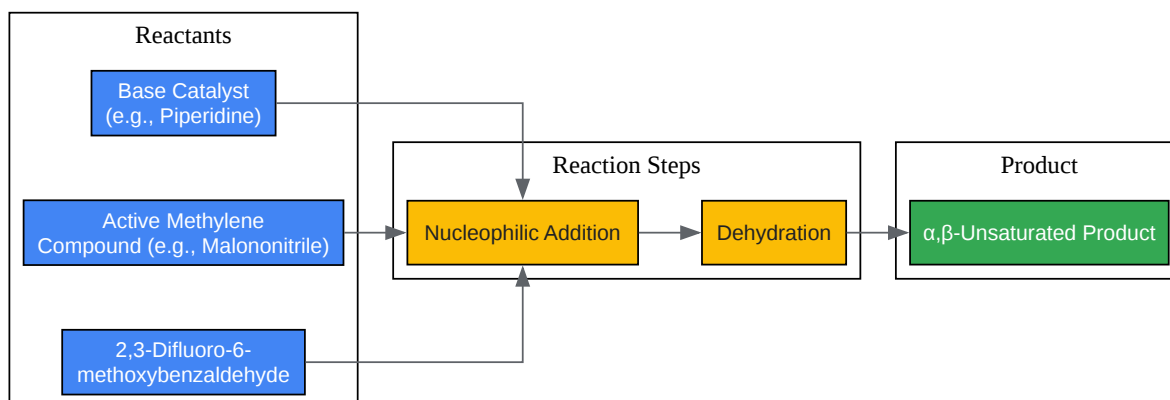 Reactants
Base Catalyst
(e.g., Piperidine)
Active Methylene
Compound (e.g., Malononitrile)
2,3-Difluoro-6-
methoxybenzaldehyde
Reaction Steps
Nucleophilic Addition
Dehydration
Product
α,β-Unsaturated Product